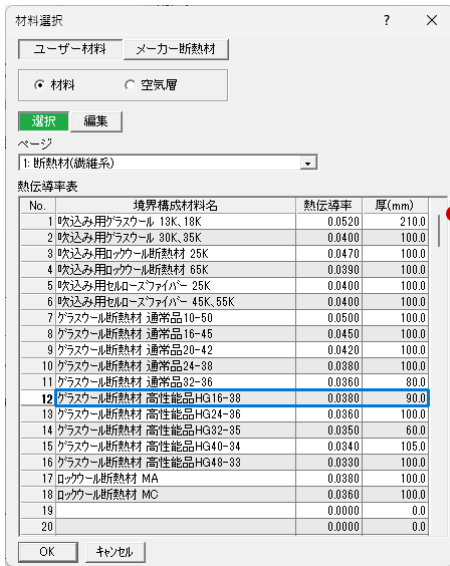 材料選択 ? ×
ユーザー材料 メーカー断熱材
材料 空気層
選択 編集
ページ
1: 断熱材(繊維系)
熱伝導率表
No. 境界構成材料名 熱伝導率 厚(mm)
1 吹込み用グラスウール 13K、18K 0.0520 210.0
2 吹込み用グラスウール 30K、35K 0.0400 100.0
3 吹込み用ロックウール断熱材 25K 0.0470 100.0
4 吹込み用ロックウール断熱材 65K 0.0390 100.0
5 吹込み用セルローズファイバー 25K 0.0400 100.0
6 吹込み用セルローズファイバー 45K、55K 0.0400 100.0
7 グラスウール断熱材 通常品10-50 0.0500 100.0
8 グラスウール断熱材 通常品16-45 0.0450 100.0
9 グラスウール断熱材 通常品20-42 0.0420 100.0
10 グラスウール断熱材 通常品24-38 0.0380 100.0
11 グラスウール断熱材 通常品32-36 0.0360 80.0
12 グラスウール断熱材 高性能品HG16-38 0.0380 90.0
13 グラスウール断熱材 高性能品HG24-36 0.0360 100.0
14 グラスウール断熱材 高性能品HG32-35 0.0350 60.0
15 グラスウール断熱材 高性能品HG40-34 0.0340 105.0
16 グラスウール断熱材 高性能品HG48-33 0.0330 100.0
17 ロックウール断熱材 MA 0.0380 100.0
18 ロックウール断熱材 MC 0.0360 100.0
19 0.0000 0.0
20 0.0000 0.0
OK キャンセル